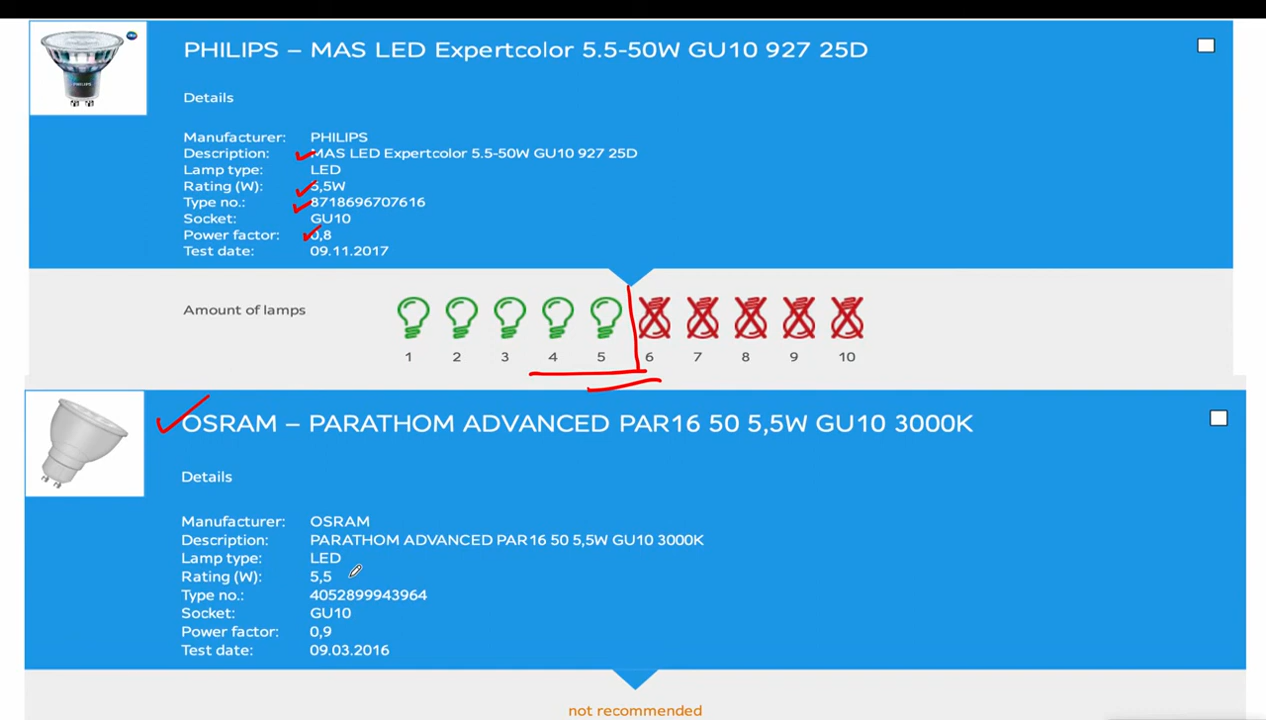 PHILIPS – MAS LED Expertcolor 5.5-50W GU10 927 25D
PHILIPS
Details
Manufacturer: PHILIPS
Description: MAS LED Expertcolor 5.5-50W GU10 927 25D
Lamp type: LED
Rating (W): 5,5W
Type no.: 8718696707616
Socket: GU10
Power factor: 0,8
Test date: 09.11.2017
Amount of lamps
1 2 3 4 5 6 7 8 9 10
OSRAM – PARATHOM ADVANCED PAR16 50 5,5W GU10 3000K
Details
Manufacturer: OSRAM
Description: PARATHOM ADVANCED PAR16 50 5,5W GU10 3000K
Lamp type: LED
Rating (W): 5,5
Type no.: 4052899943964
Socket: GU10
Power factor: 0,9
Test date: 09.03.2016
not recommended